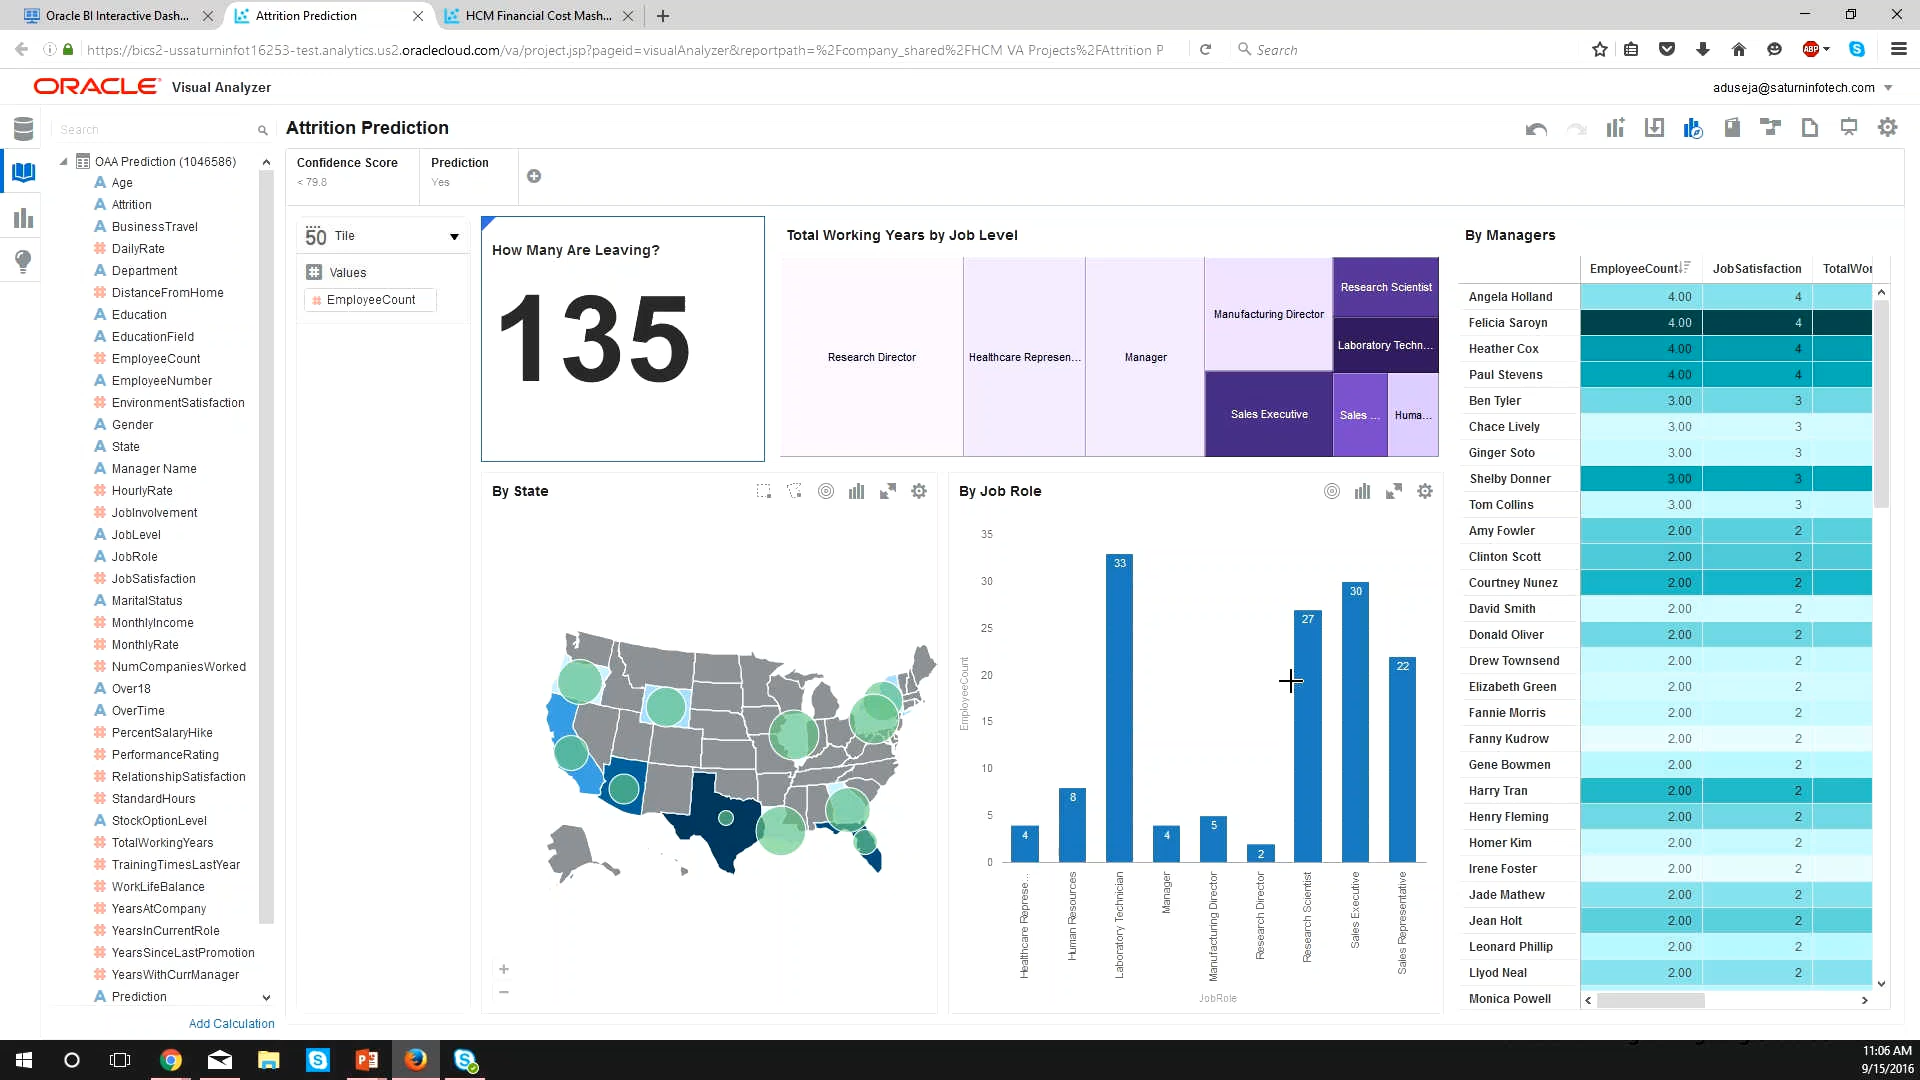 Oracle BI Interactive Dash...
Attrition Prediction
HCM Financial Cost Mash...
https://bics2-ussaturninfot16253-test.analytics.us2.oraclecloud.com/va/project.jsp?pageid=visualAnalyzer&reportpath=%2Fcompany_shared%2FHCM VA Projects%2FAttrition P
Search
ABP
ORACLE Visual Analyzer
aduseja@saturninfotech.com
Search
Attrition Prediction
OAA Prediction (1046586)
Age
Attrition
BusinessTravel
DailyRate
Department
DistanceFromHome
Education
EducationField
EmployeeCount
EmployeeNumber
EnvironmentSatisfaction
Gender
State
Manager Name
HourlyRate
JobInvolvement
JobLevel
JobRole
JobSatisfaction
MaritalStatus
MonthlyIncome
MonthlyRate
NumCompaniesWorked
Over18
OverTime
PercentSalaryHike
PerformanceRating
RelationshipSatisfaction
StandardHours
StockOptionLevel
TotalWorkingYears
TrainingTimesLastYear
WorkLifeBalance
YearsAtCompany
YearsInCurrentRole
YearsSinceLastPromotion
YearsWithCurrManager
Prediction
Add Calculation
Confidence Score
< 79.8
Prediction
Yes
50 Tile
Values
EmployeeCount
How Many Are Leaving?
135
Total Working Years by Job Level
Research Director
Healthcare Represen...
Manager
Manufacturing Director
Sales Executive
Research Scientist
Laboratory Techn...
Sales ...
Huma...
By State
By Job Role
EmployeeCount
35
30
25
20
15
10
5
0
4
8
33
4
5
2
27
30
22
Healthcare Represe...
Human Resources
Laboratory Technician
Manager
Manufacturing Director
Research Director
Research Scientist
Sales Executive
Sales Representative
JobRole
By Managers
EmployeeCount JobSatisfaction TotalWor
Angela Holland 4.00 4
Felicia Saroyn 4.00 4
Heather Cox 4.00 4
Paul Stevens 4.00 4
Ben Tyler 3.00 3
Chace Lively 3.00 3
Ginger Soto 3.00 3
Shelby Donner 3.00 3
Tom Collins 3.00 3
Amy Fowler 2.00 2
Clinton Scott 2.00 2
Courtney Nunez 2.00 2
David Smith 2.00 2
Donald Oliver 2.00 2
Drew Townsend 2.00 2
Elizabeth Green 2.00 2
Fannie Morris 2.00 2
Fanny Kudrow 2.00 2
Gene Bowmen 2.00 2
Harry Tran 2.00 2
Henry Fleming 2.00 2
Homer Kim 2.00 2
Irene Foster 2.00 2
Jade Mathew 2.00 2
Jean Holt 2.00 2
Leonard Phillip 2.00 2
Llyod Neal 2.00 2
Monica Powell
11:06 AM
9/15/2016